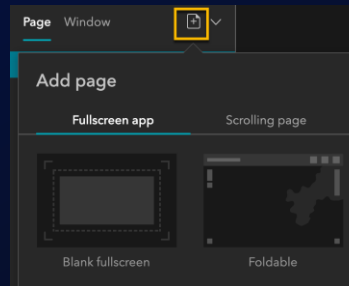 Page Window
Add page
Fullscreen app Scrolling page
Blank fullscreen Foldable